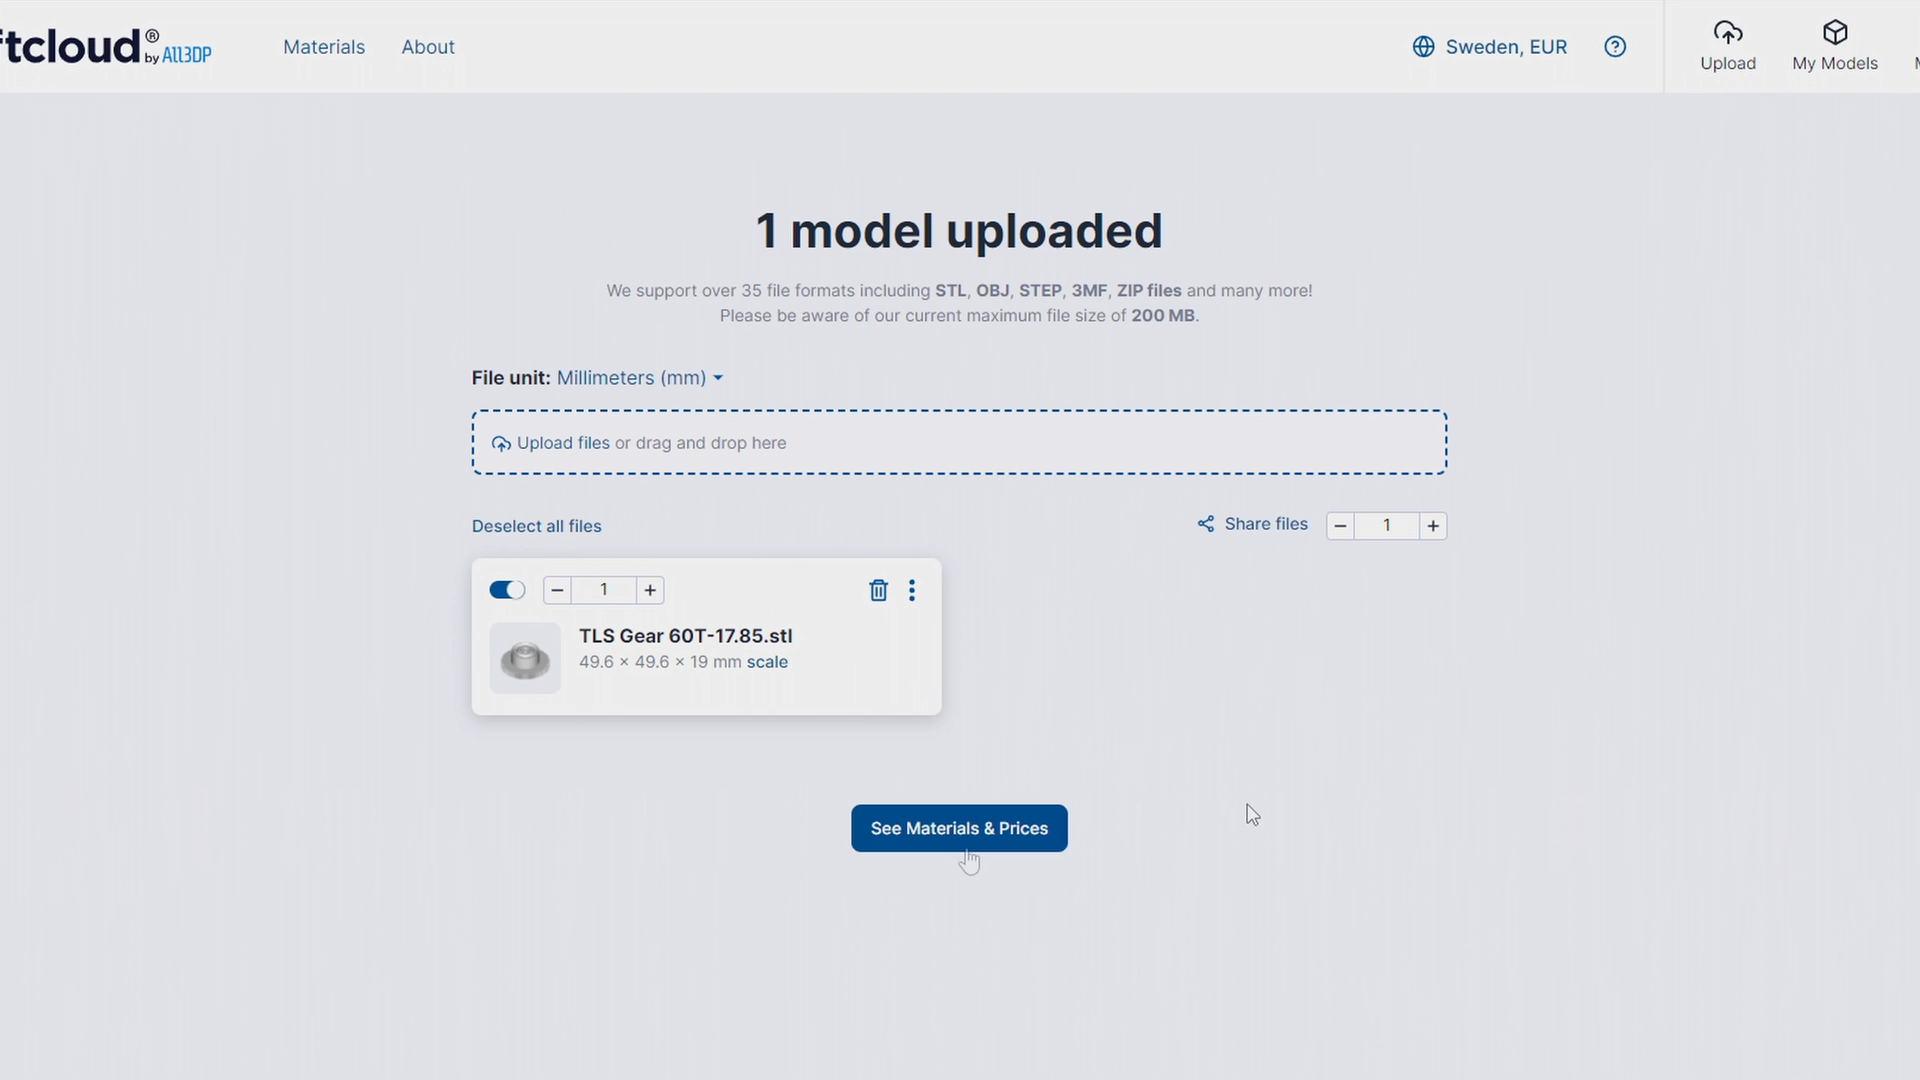 ftcloud® by All3DP
Materials
About
Sweden, EUR
Upload
My Models
1 model uploaded
We support over 35 file formats including STL, OBJ, STEP, 3MF, ZIP files and many more!
Please be aware of our current maximum file size of 200 MB.
File unit: Millimeters (mm)
Upload files or drag and drop here
Deselect all files
Share files
1
1
TLS Gear 60T-17.85.stl
49.6 × 49.6 × 19 mm scale
See Materials & Prices